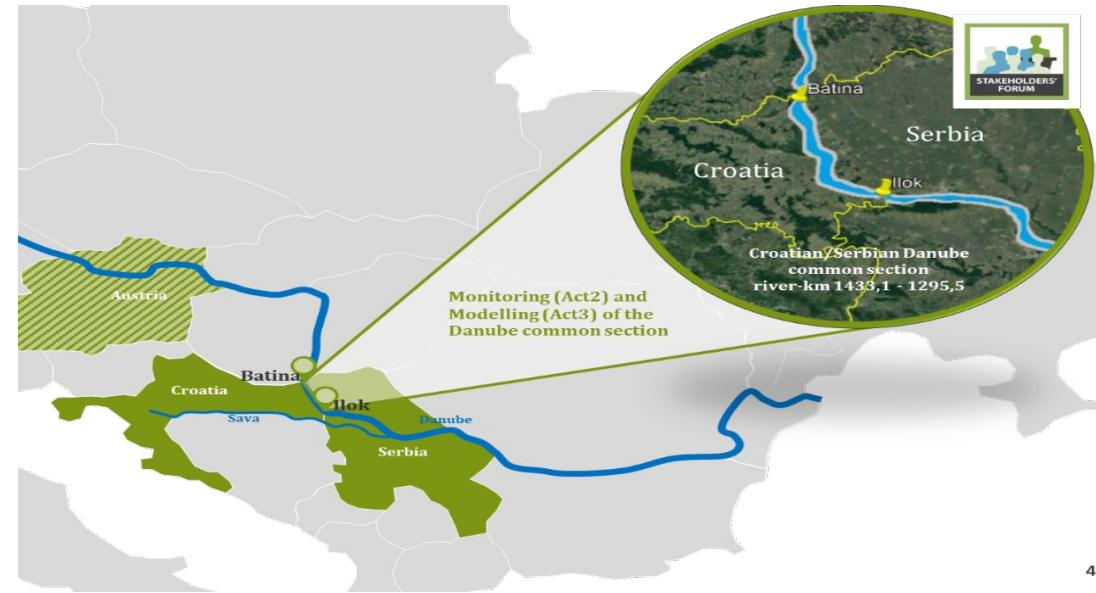 STAKEHOLDERS'
FORUM
Batina
Serbia
Croatia
Ilok
Croatian/Serbian Danube
common section
river-km 1433,1 - 1295,5
Austria
Monitoring (Act2) and
Modelling (Act3) of the
Danube common section
Batina
Croatia
Ilok
Sava
Danube
Serbia
4